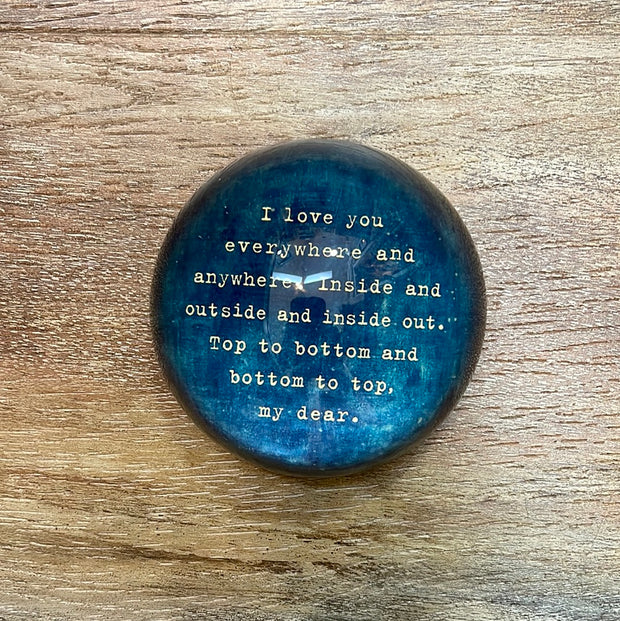 I love you
everywhere and
anywhere. Inside and
outside and inside out.
Top to bottom and
bottom to top,
my dear.